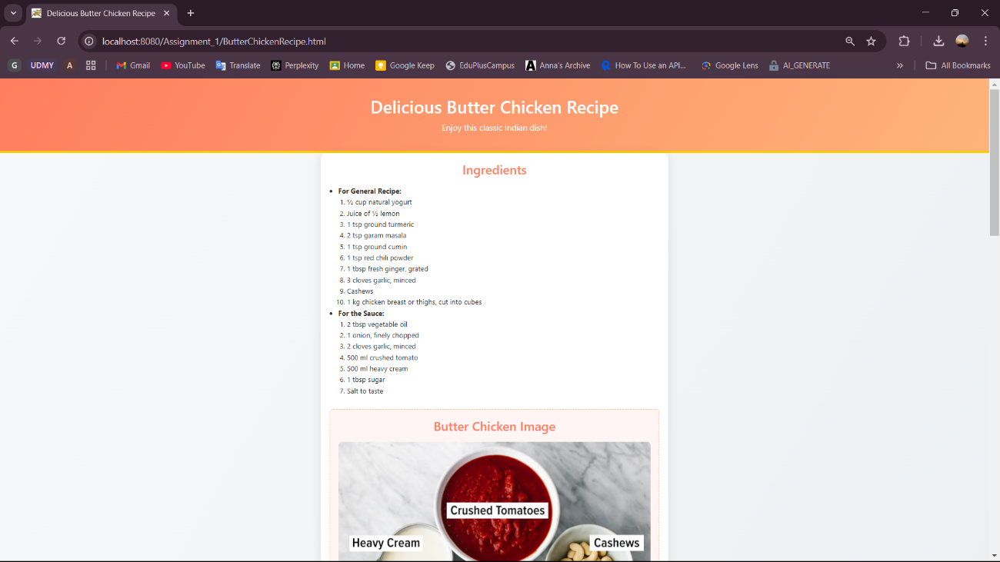 Delicious Butter Chicken Recipe
localhost:8080/Assignment_1/ButterChickenRecipe.html
G UDMY A Gmail YouTube Translate Perplexity Home Google Keep EduPlusCampus Anna's Archive How To Use an API... Google Lens AI_GENERATE » All Bookmarks
Delicious Butter Chicken Recipe
Enjoy this classic Indian dish!
Ingredients
• For General Recipe:
1. ½ cup natural yogurt
2. Juice of ½ lemon
3. 1 tsp ground turmeric
4. 2 tsp garam masala
5. 1 tsp ground cumin
6. 1 tsp red chili powder
7. 1 tbsp fresh ginger, grated
8. 3 cloves garlic, minced
9. Cashews
10. 1 kg chicken breast or thighs, cut into cubes
• For the Sauce:
1. 2 tbsp vegetable oil
2. 1 onion, finely chopped
3. 2 cloves garlic, minced
4. 500 ml crushed tomato
5. 500 ml heavy cream
6. 1 tbsp sugar
7. Salt to taste
Butter Chicken Image
Crushed Tomatoes
Heavy Cream
Cashews